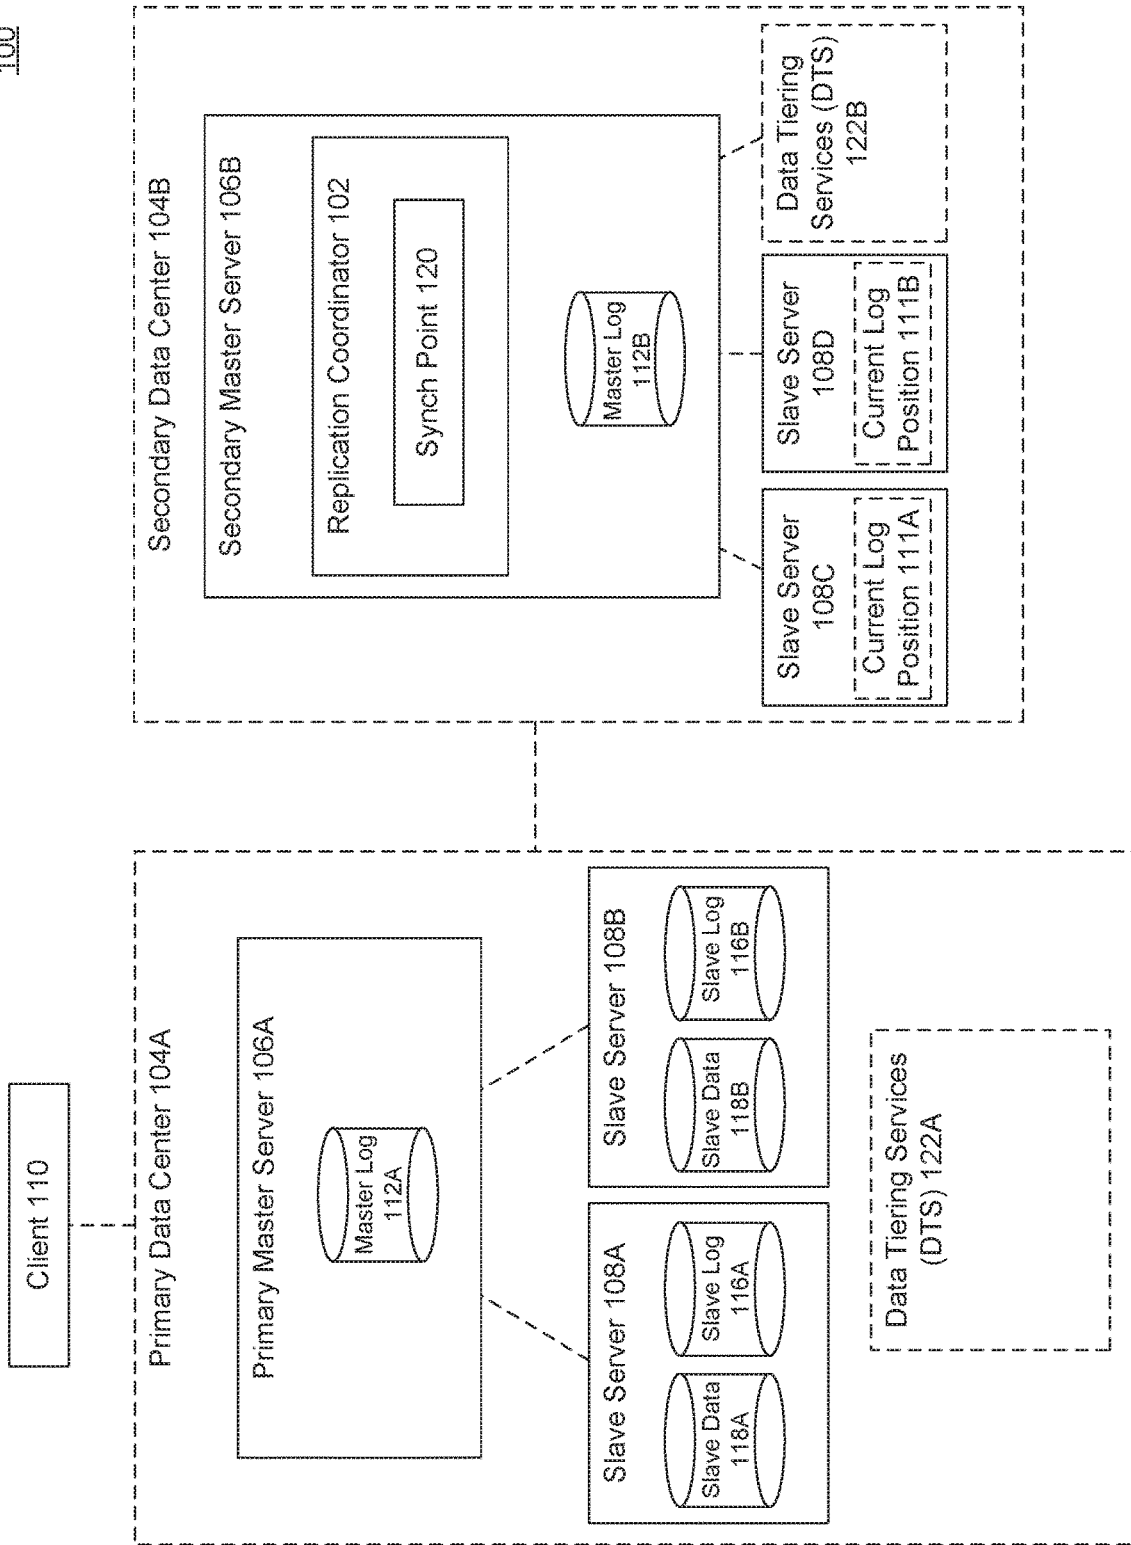 100
Client 110
Primary Data Center 104A
Primary Master Server 106A
Master Log
112A
Slave Server 108A
Slave Data
118A
Slave Log
116A
Slave Server 108B
Slave Data
118B
Slave Log
116B
Data Tiering Services
(DTS) 122A
Secondary Data Center 104B
Secondary Master Server 106B
Replication Coordinator 102
Synch Point 120
Master Log
112B
Slave Server
108C
Current Log
Position 111A
Slave Server
108D
Current Log
Position 111B
Data Tiering
Services (DTS)
122B